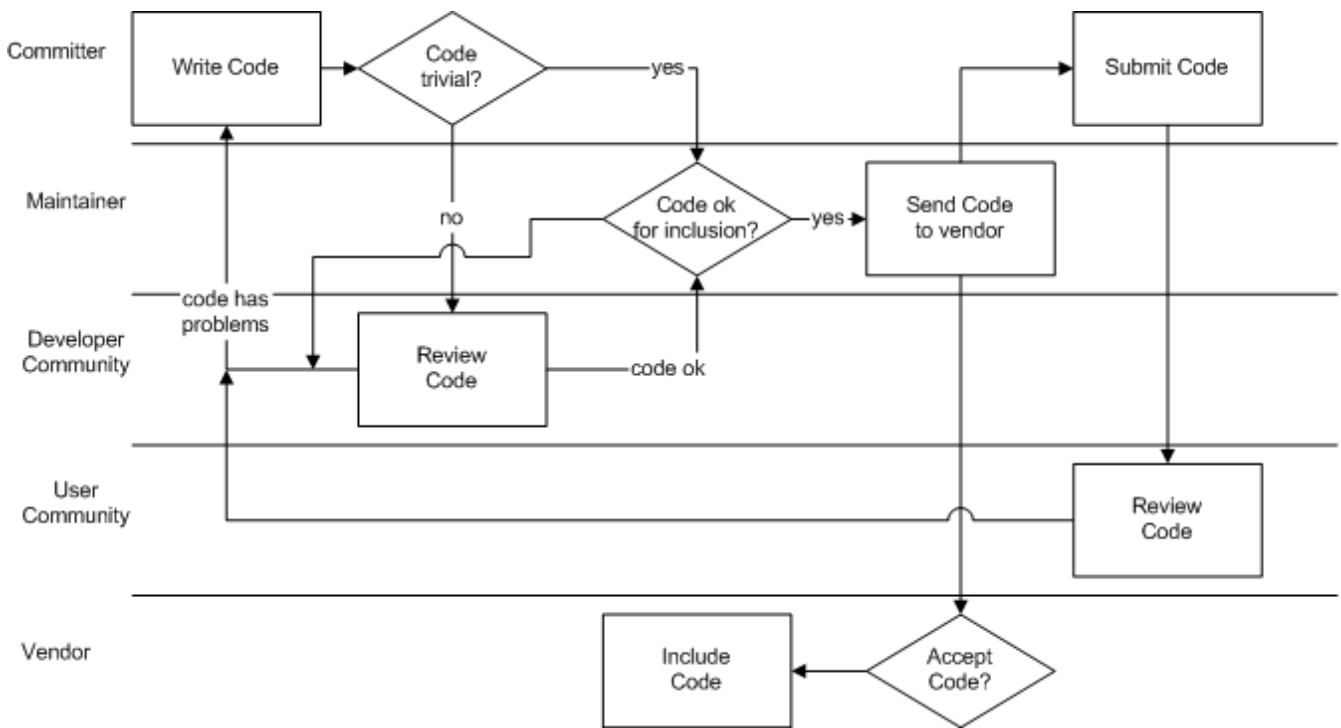 Committer
Write Code
Code
trivial?
yes
Submit Code
Maintainer
no
Code ok
for inclusion?
yes
Send Code
to vendor
code has
problems
Developer
Community
Review
Code
code ok
User
Community
Review
Code
Vendor
Include
Code
Accept
Code?